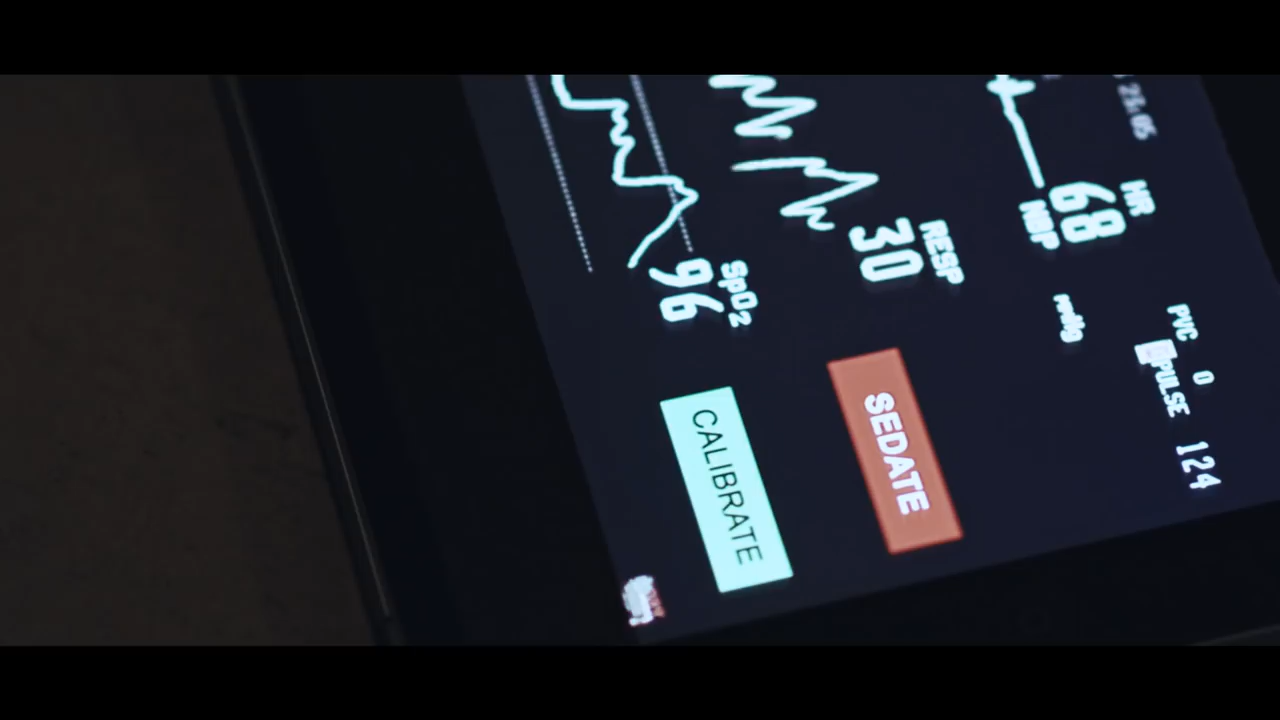 HR
68
NBP
mmHg
PVC 0
PULSE 124
RESP
30
SpO2
96
SEDATE
CALIBRATE